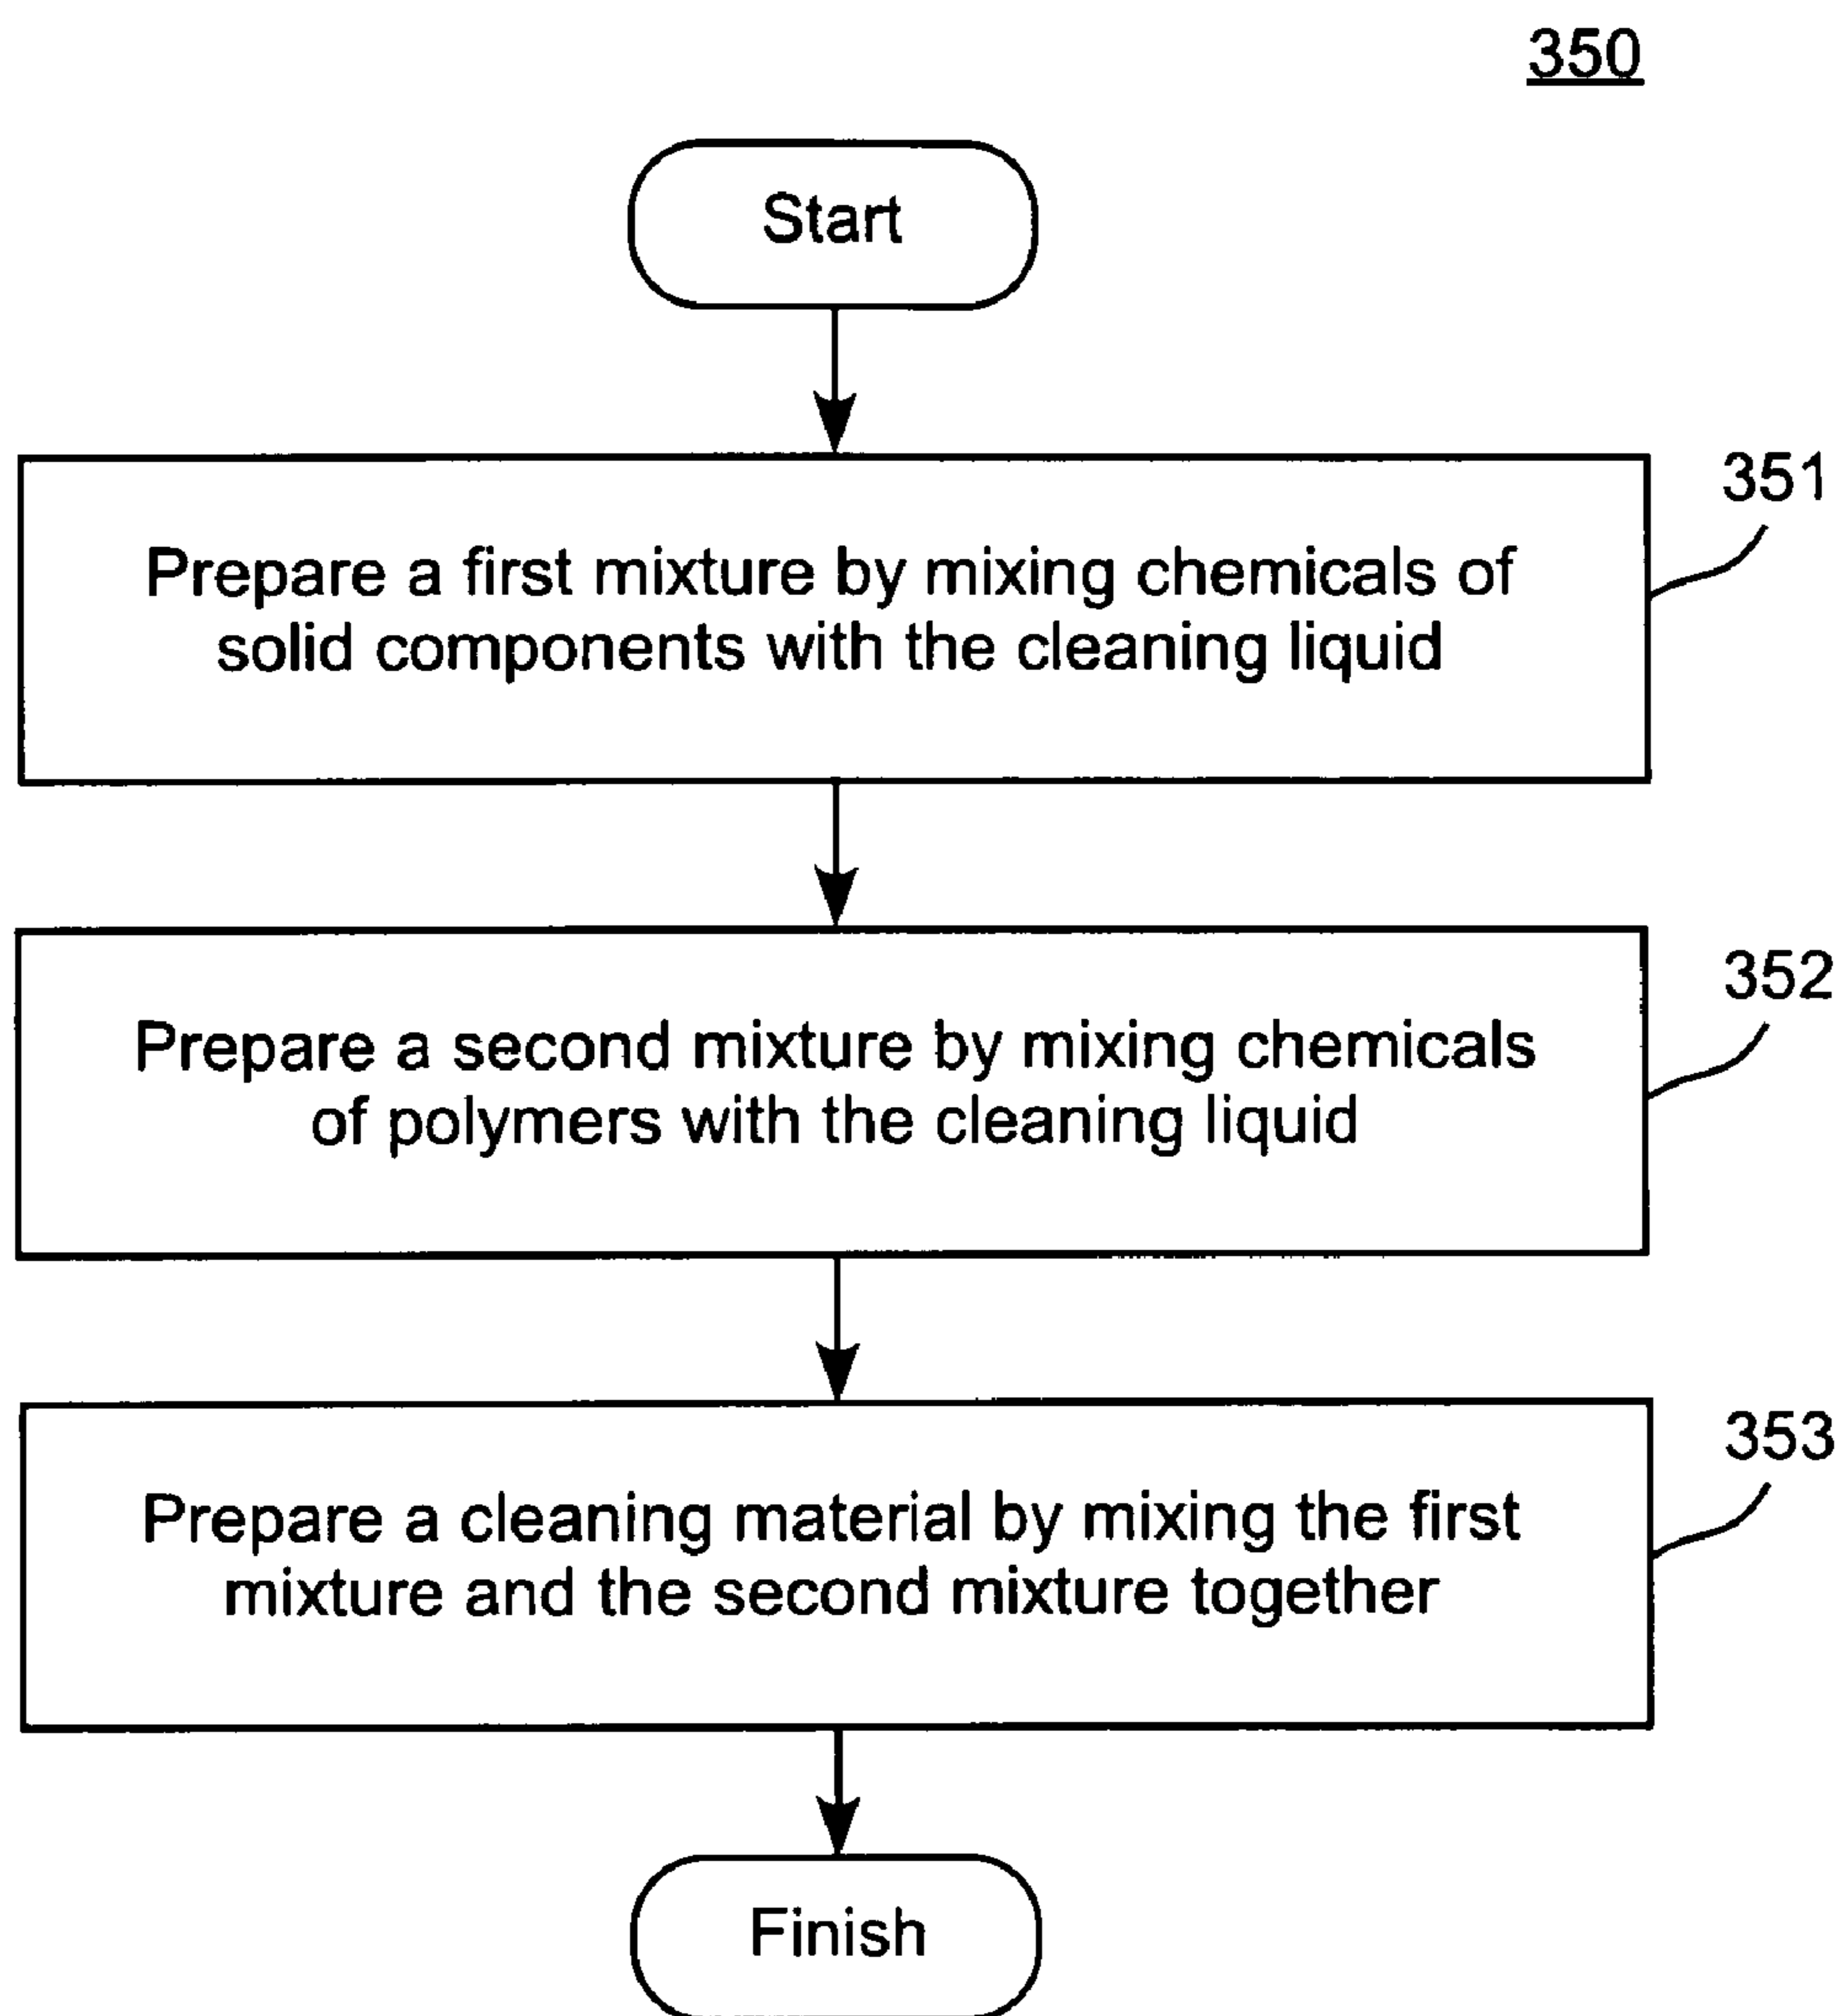 350
Start
351
Prepare a first mixture by mixing chemicals of
solid components with the cleaning liquid
352
Prepare a second mixture by mixing chemicals
of polymers with the cleaning liquid
353
Prepare a cleaning material by mixing the first
mixture and the second mixture together
Finish